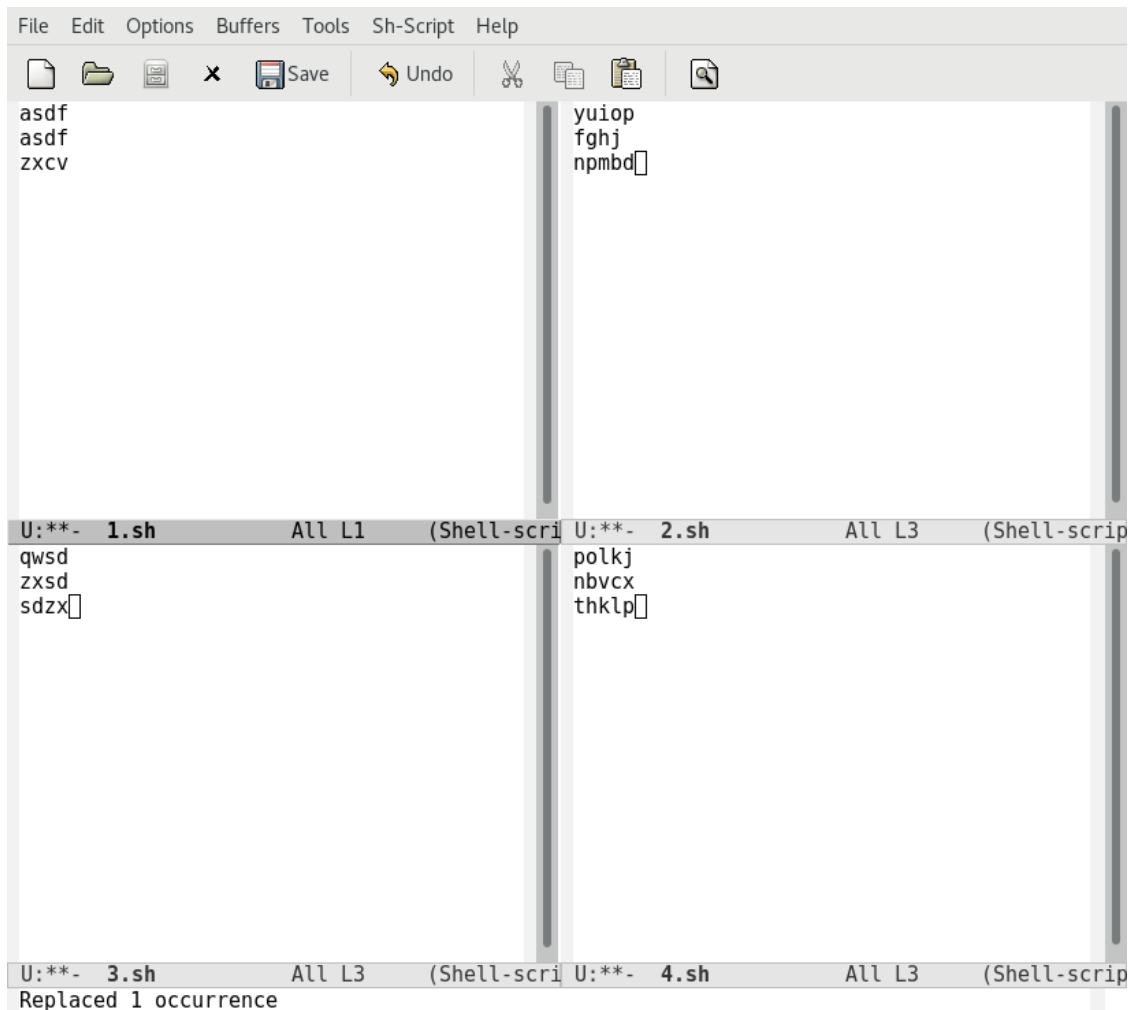 File Edit Options Buffers Tools Sh-Script Help
Save Undo
asdf
asdf
zxcv
U:**- 1.sh All L1 (Shell-scri
yuiop
fghj
npmbd
U:**- 2.sh All L3 (Shell-scrip
qwsd
zxsd
sdzx
U:**- 3.sh All L3 (Shell-scri
polkj
nbvcx
thklp
U:**- 4.sh All L3 (Shell-scrip
Replaced 1 occurrence